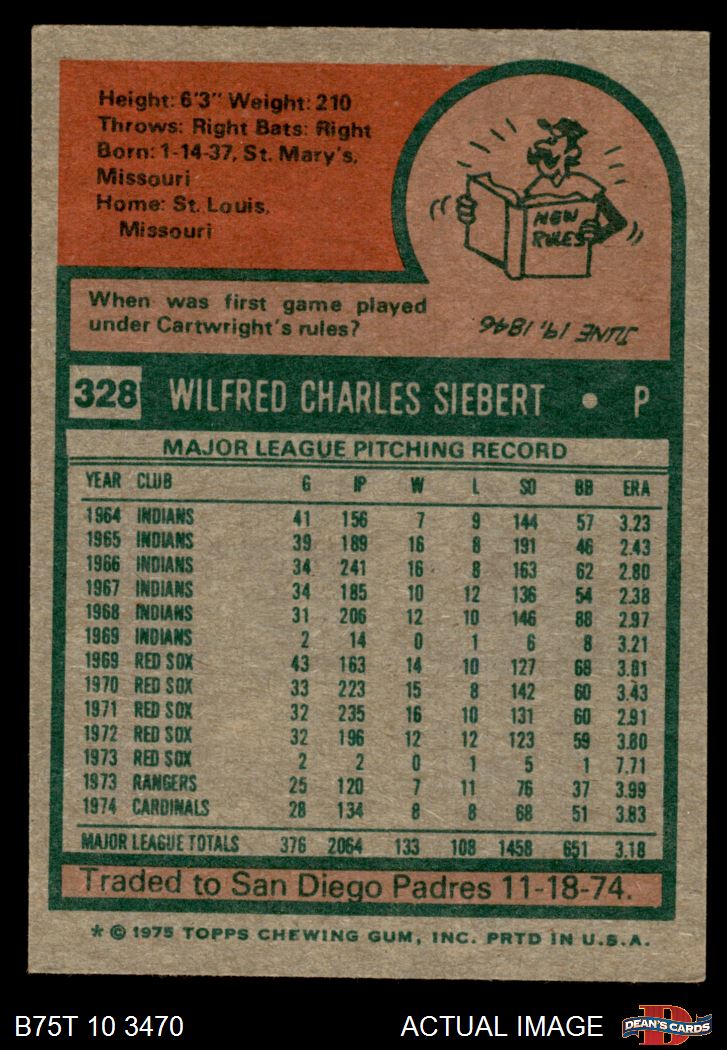 Height: 6'3" Weight: 210
Throws: Right Bats: Right
Born: 1-14-37, St. Mary's,
Missouri
Home: St. Louis,
Missouri
NEW
RULES
When was first game played
under Cartwright's rules?
JUNE 19, 1846
328 WILFRED CHARLES SIEBERT • P
MAJOR LEAGUE PITCHING RECORD
YEAR CLUB G IP W L SO BB ERA
1964 INDIANS 41 156 7 9 144 57 3.23
1965 INDIANS 39 189 16 8 191 46 2.43
1966 INDIANS 34 241 16 8 163 62 2.80
1967 INDIANS 34 185 10 12 136 54 2.38
1968 INDIANS 31 206 12 10 146 88 2.97
1969 INDIANS 2 14 0 1 6 8 3.21
1969 RED SOX 43 163 14 10 127 68 3.81
1970 RED SOX 33 223 15 8 142 60 3.43
1971 RED SOX 32 235 16 10 131 60 2.91
1972 RED SOX 32 196 12 12 123 59 3.80
1973 RED SOX 2 2 0 1 5 1 7.71
1973 RANGERS 25 120 7 11 76 37 3.99
1974 CARDINALS 28 134 8 8 68 51 3.83
MAJOR LEAGUE TOTALS 376 2064 133 108 1458 651 3.18
Traded to San Diego Padres 11-18-74.
* © 1975 TOPPS CHEWING GUM, INC. PRTD IN U.S.A.
B75T 10 3470 ACTUAL IMAGE D DEAN'S CARDS